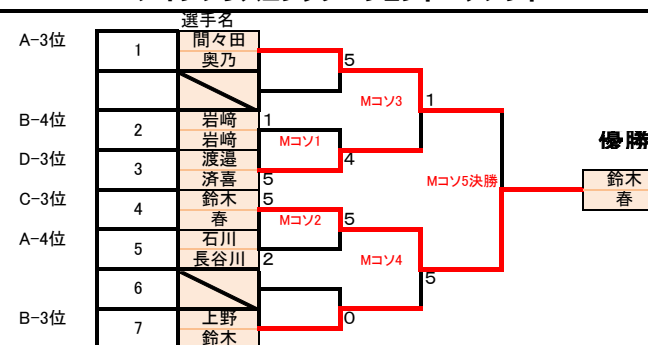 選手名
A-3位 1 間々田 5
奥乃
Mコソ3 1
B-4位 2 岩﨑 1
岩﨑 Mコソ1 優勝
D-3位 3 渡邉 4
済喜 5 Mコソ5決勝 鈴木
C-3位 4 鈴木 5 春
春 Mコソ2 5
A-4位 5 石川
長谷川 2 Mコソ4
6 5
B-3位 7 上野 0
鈴木